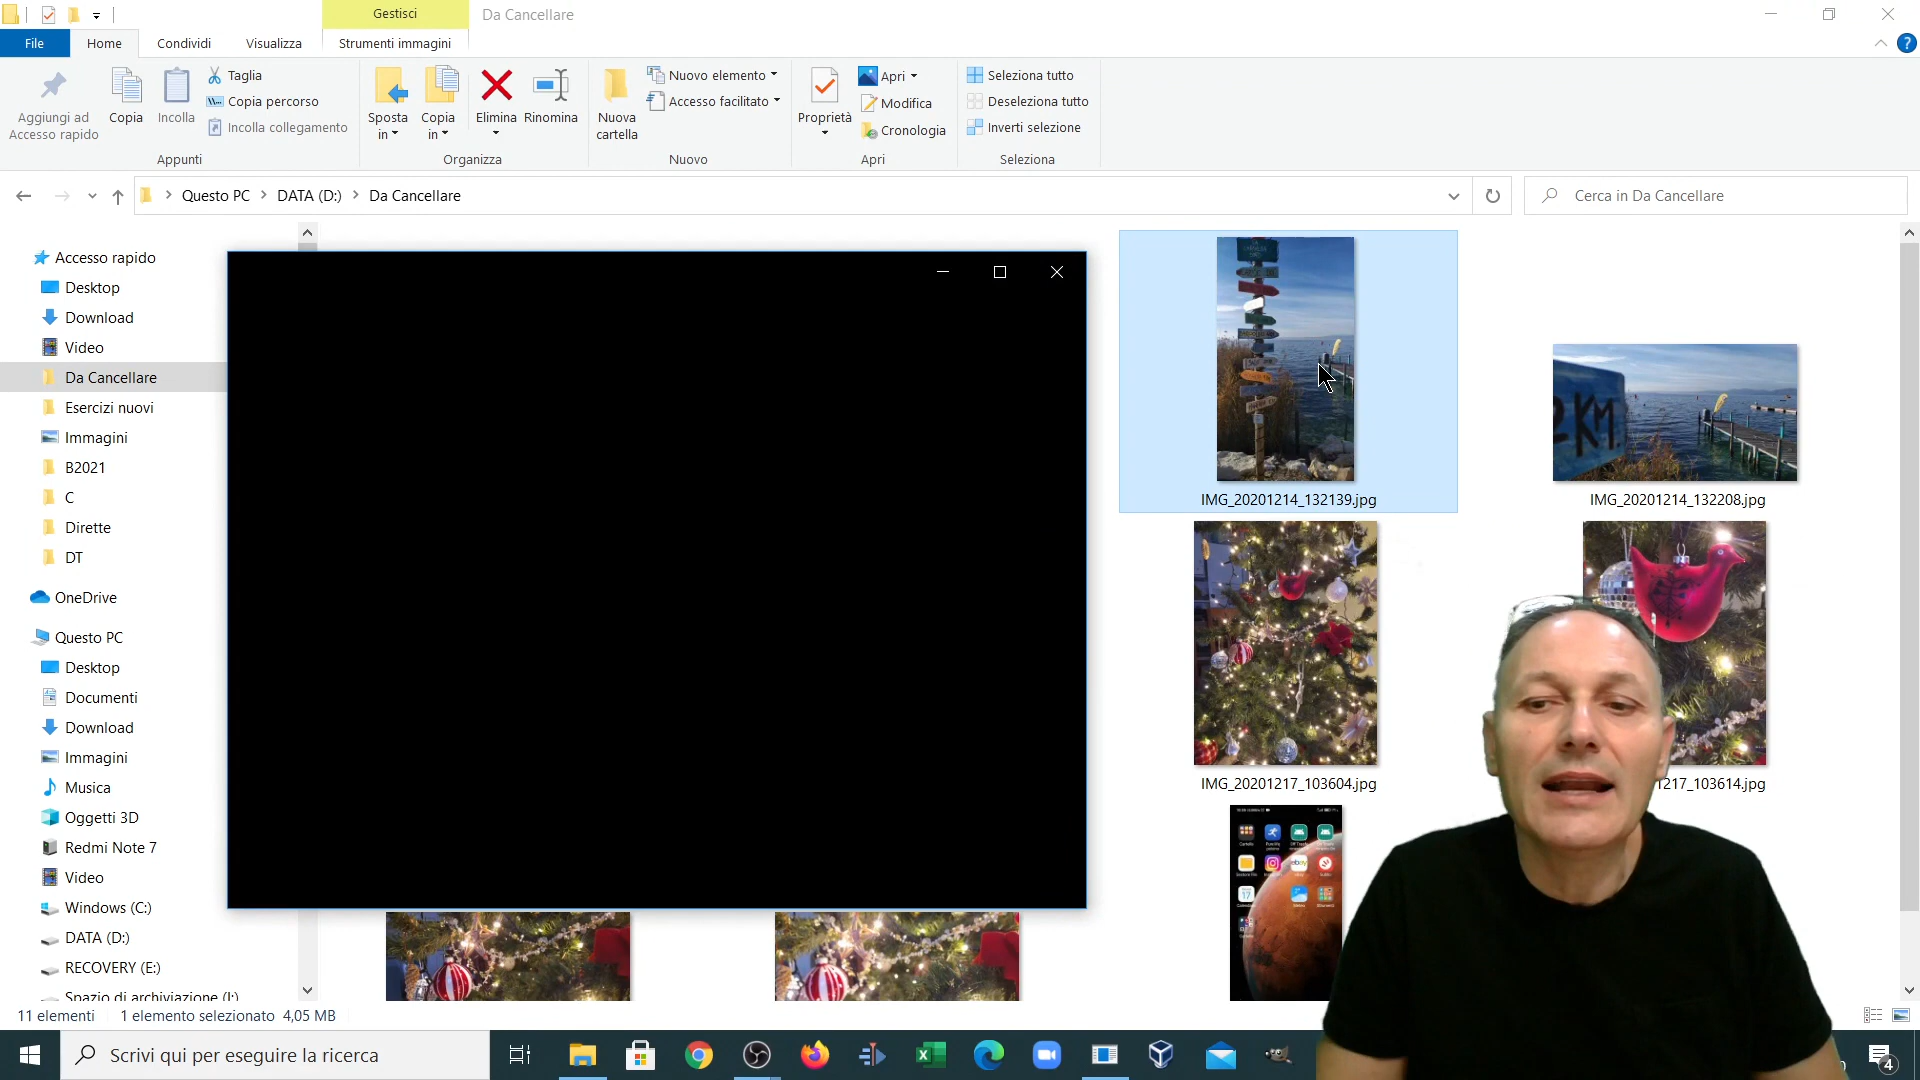 Gestisci
Da Cancellare
File
Home
Condividi
Visualizza
Strumenti immagini
Aggiungi ad
Accesso rapido
Copia
Incolla
Taglia
Copia percorso
Incolla collegamento
Appunti
Sposta
in
Copia
in
Elimina
Rinomina
Organizza
Nuova
cartella
Nuovo elemento
Accesso facilitato
Nuovo
Proprietà
Apri
Modifica
Cronologia
Apri
Seleziona tutto
Deseleziona tutto
Inverti selezione
Seleziona
Questo PC
DATA (D:)
Da Cancellare
Cerca in Da Cancellare
Accesso rapido
Desktop
Download
Video
Da Cancellare
Esercizi nuovi
Immagini
B2021
C
Dirette
DT
OneDrive
Questo PC
Desktop
Documenti
Download
Immagini
Musica
Oggetti 3D
Redmi Note 7
Video
Windows (C:)
DATA (D:)
RECOVERY (E:)
Spazio di archiviazione (I:)
2KM
IMG_20201214_132139.jpg
IMG_20201214_132208.jpg
IMG_20201217_103604.jpg
1217_103614.jpg
11 elementi
1 elemento selezionato 4,05 MB
Scrivi qui per eseguire la ricerca
4